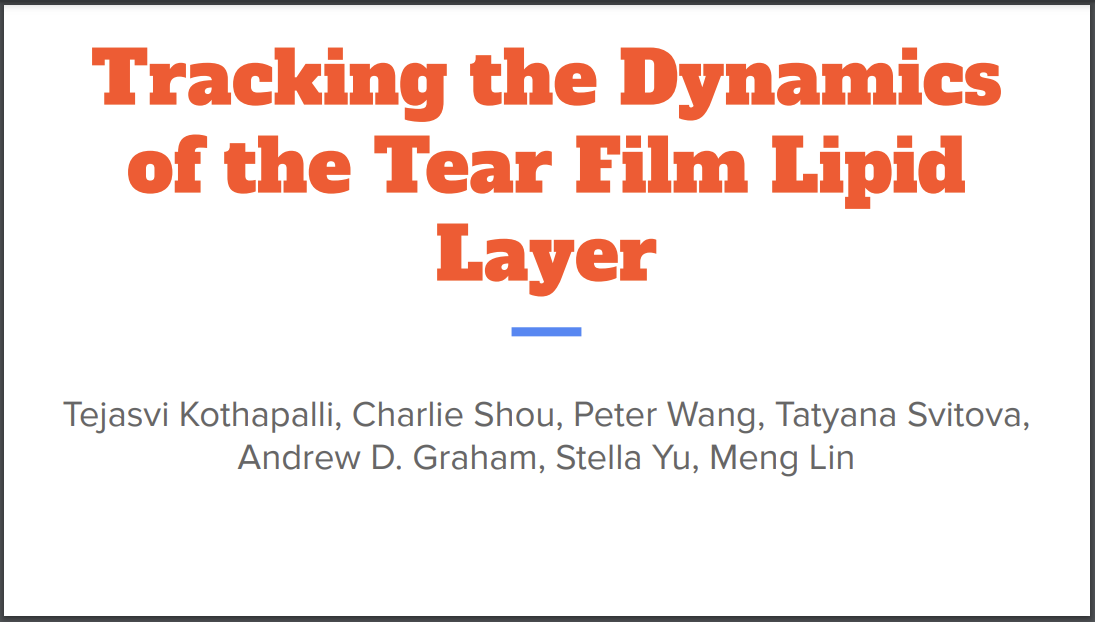 Tracking the Dynamics
of the Tear Film Lipid
Layer
Tejasvi Kothapalli, Charlie Shou, Peter Wang, Tatyana Svitova,
Andrew D. Graham, Stella Yu, Meng Lin